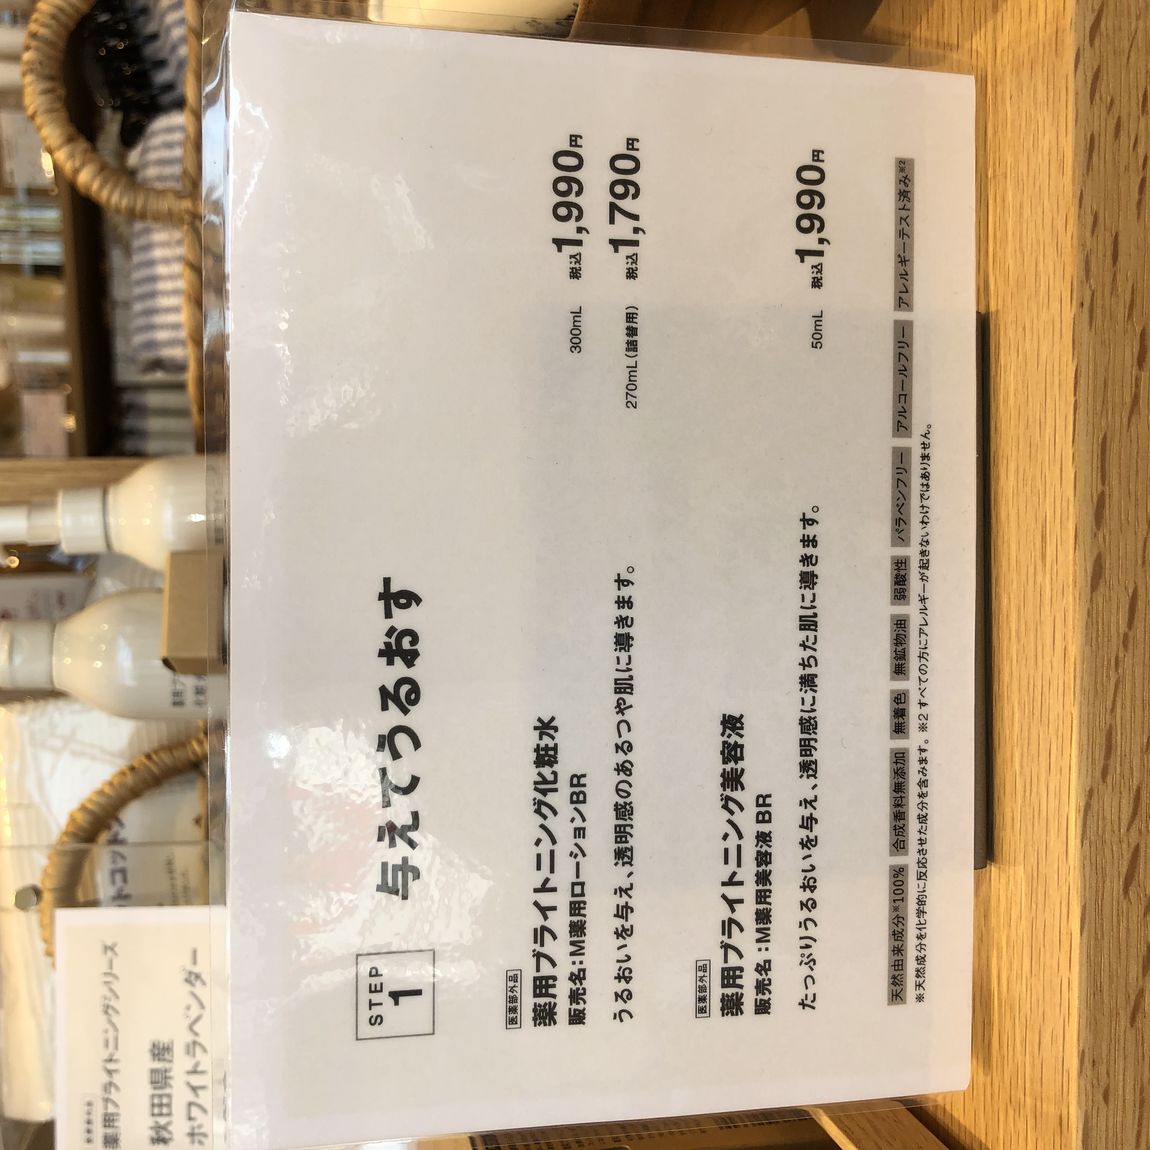 STEP
1
与えてうるおす
医薬部外品
薬用ブライトニング化粧水
販売名:M薬用ローションBR
300mL 税込1,990円
うるおいを与え、透明感のあるつや肌に導きます。
270mL(詰替用) 税込1,790円
医薬部外品
薬用ブライトニング美容液
販売名:M薬用美容液 BR
たっぷりうるおいを与え、透明感に満ちた肌に導きます。
50mL 税込1,990円
天然由来成分※100% 合成香料無添加 無着色 無鉱物油 弱酸性 パラベンフリー アルコールフリー アレルギーテスト済み※2
※天然成分を化学的に反応させた成分を含みます。※2 すべての方にアレルギーが起きないわけではありません。
薬用ブライトニングシリーズ
秋田県産
ホワイトラベンダー